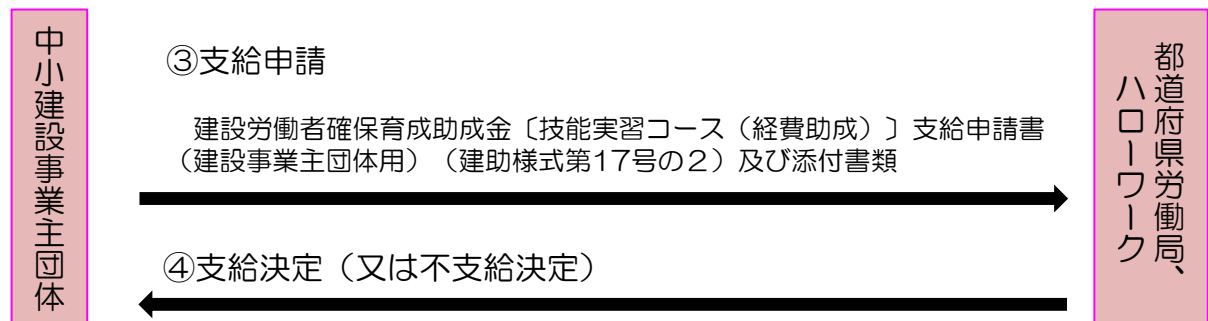 中小建設事業主団体
③支給申請
建設労働者確保育成助成金〔技能実習コース（経費助成）〕支給申請書
（建設事業主団体用）（建助様式第17号の２）及び添付書類
④支給決定（又は不支給決定）
都道府県労働局、
ハローワーク